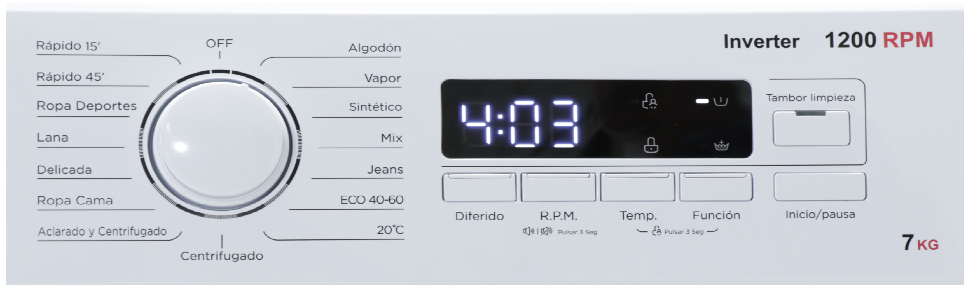 OFF
Rápido 15'
Rápido 45'
Ropa Deportes
Lana
Delicada
Ropa Cama
Aclarado y Centrifugado
Centrifugado
Algodón
Vapor
Sintético
Mix
Jeans
ECO 40-60
20°C
Inverter 1200 RPM
4:03
Tambor limpieza
Diferido
R.P.M.
Pulsar 3 Seg
Temp.
Pulsar 3 Seg
Función
Inicio/pausa
7 KG